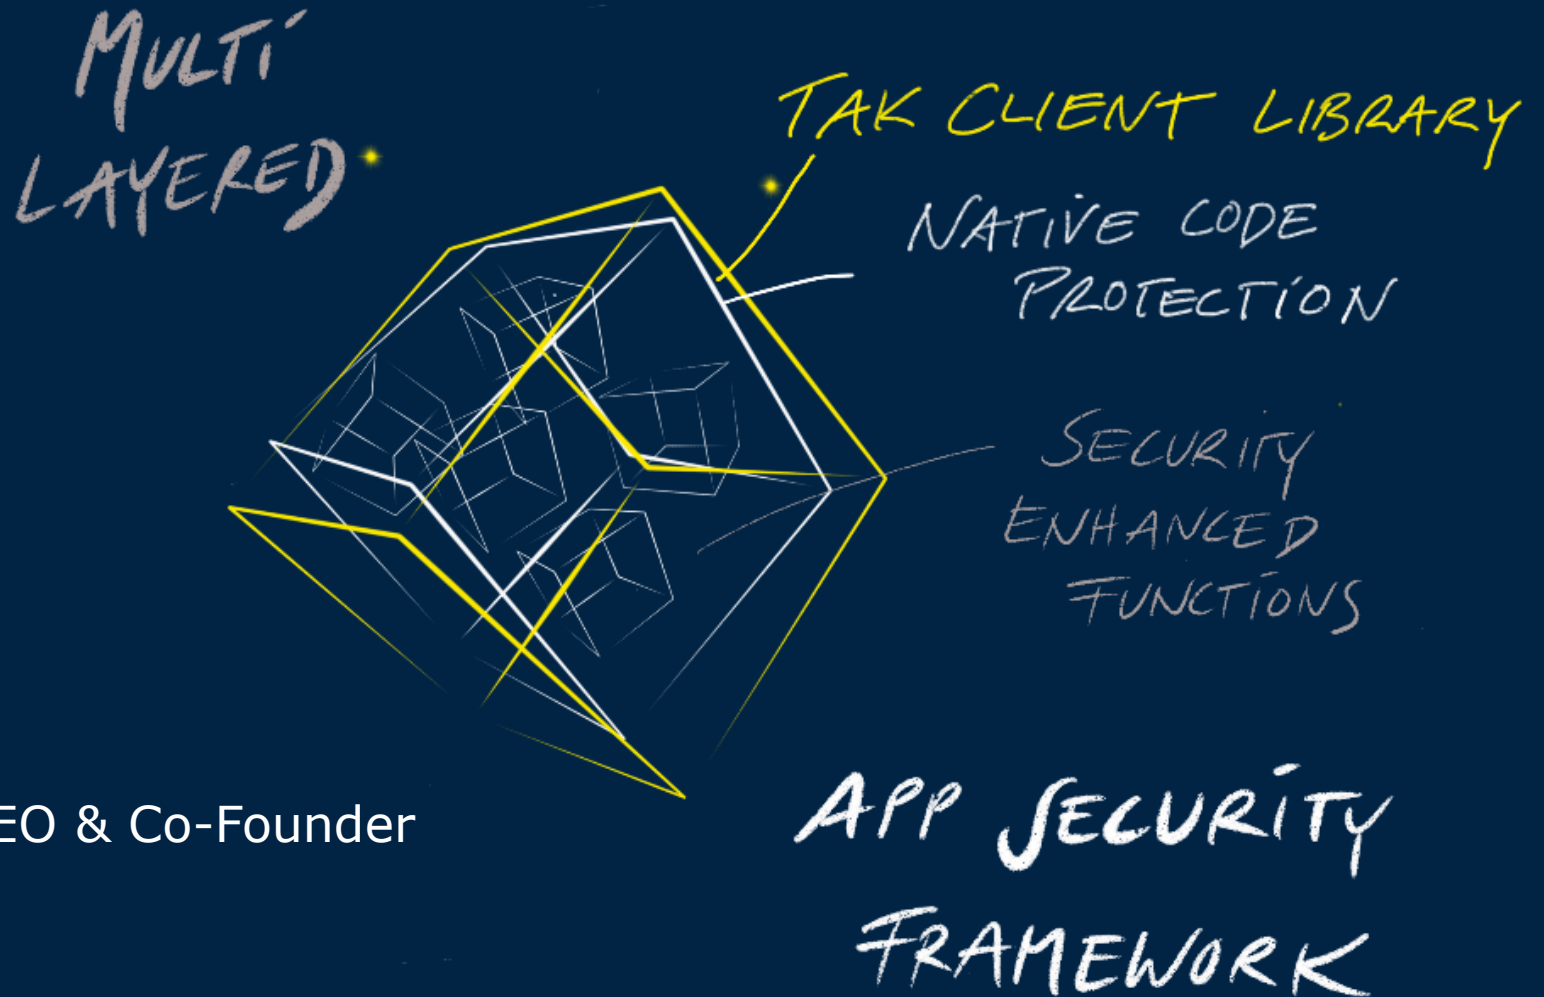 MULTI
LAYERED
TAK CLIENT LIBRARY
NATIVE CODE
PROTECTION
SECURITY
ENHANCED
FUNCTIONS
EO & Co-Founder
APP SECURITY
FRAMEWORK